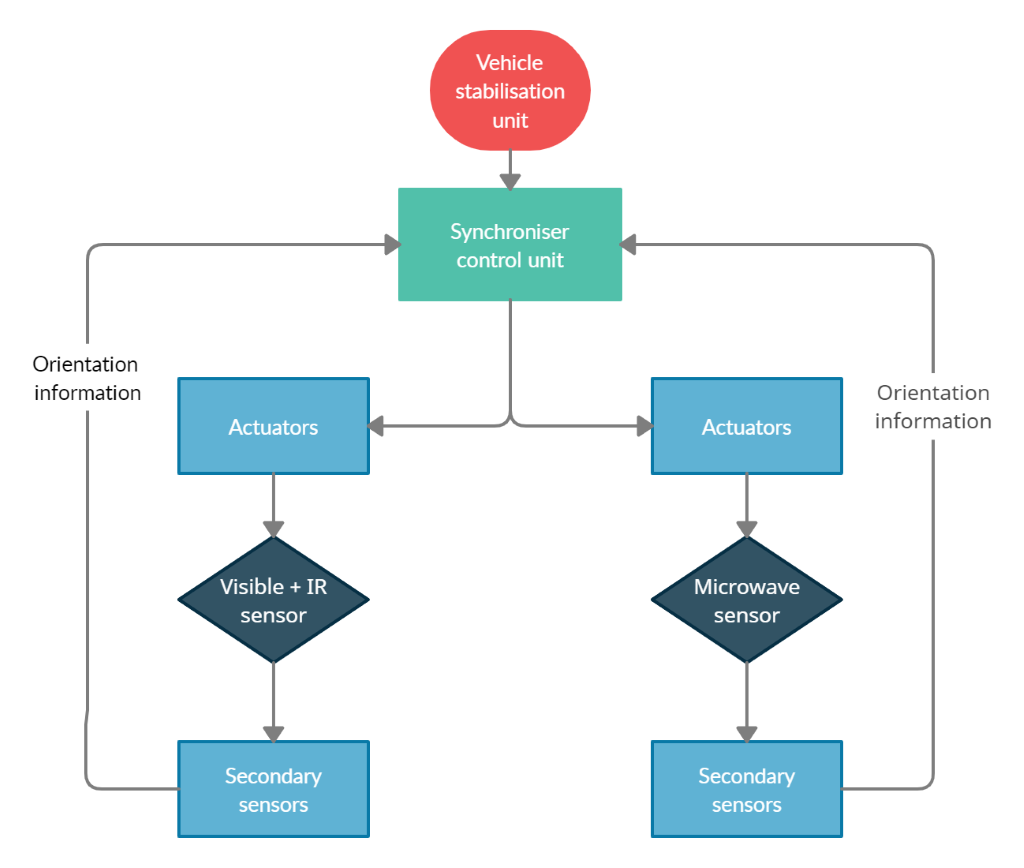 Vehicle
stabilisation
unit
Synchroniser
control unit
Orientation
information
Orientation
information
Actuators
Actuators
Visible + IR
sensor
Microwave
sensor
Secondary
sensors
Secondary
sensors